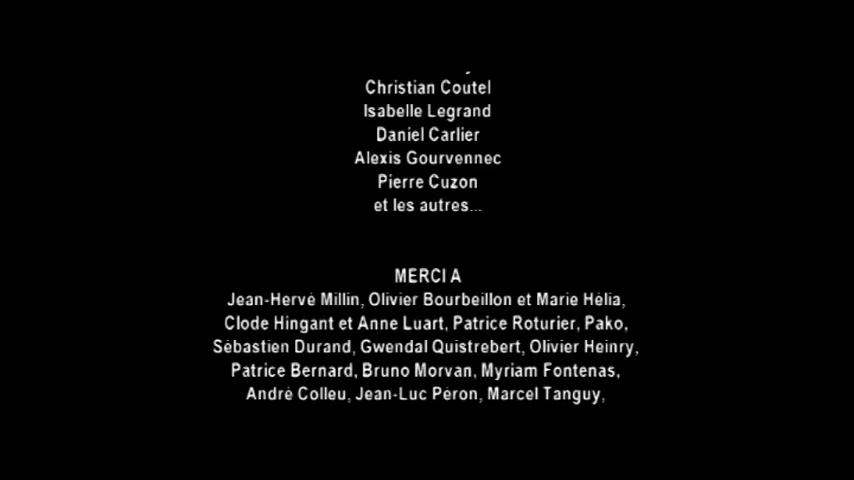 Christian Coutel
Isabelle Legrand
Daniel Carlier
Alexis Gourvennec
Pierre Cuzon
et les autres...
MERCI A
Jean-Hervé Millin, Olivier Bourbeillon et Marie Hélia,
Clode Hingant et Anne Luart, Patrice Roturier, Pako,
Sébastien Durand, Gwendal Quistrebert, Olivier Heinry,
Patrice Bernard, Bruno Morvan, Myriam Fontenas,
André Colleu, Jean-Luc Péron, Marcel Tanguy,